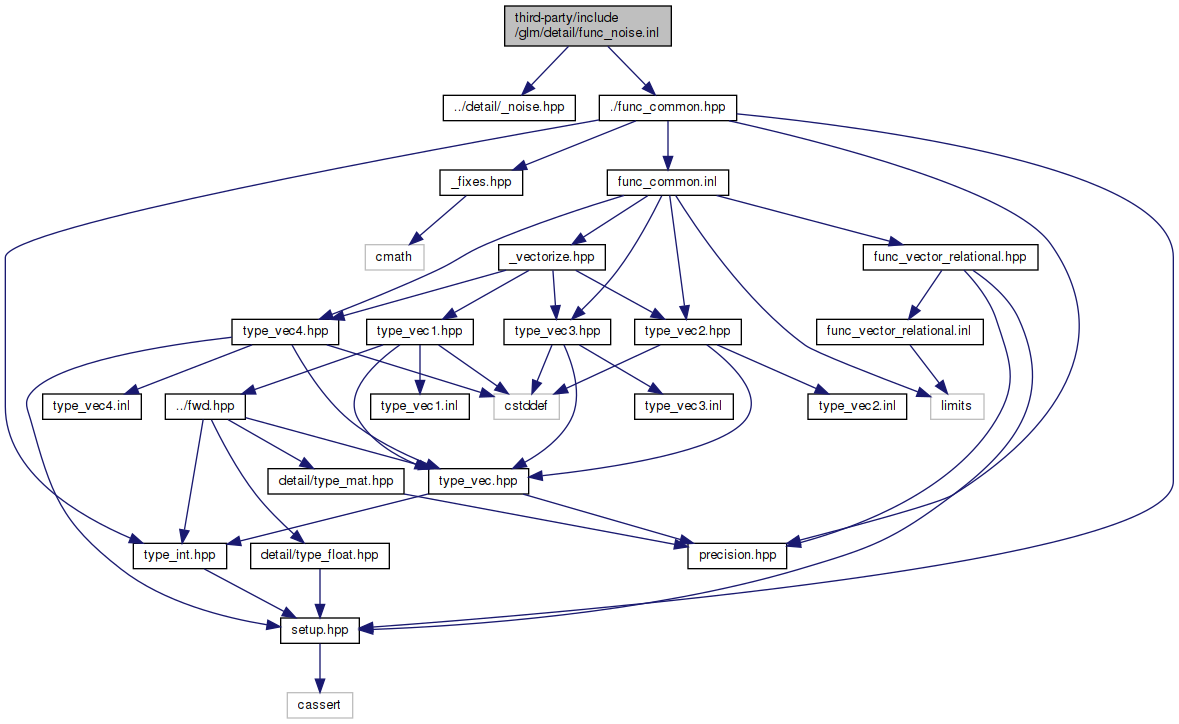 third-party/include
/glm/detail/func_noise.inl
../detail/_noise.hpp
./func_common.hpp
_fixes.hpp
func_common.inl
cmath
_vectorize.hpp
func_vector_relational.hpp
type_vec4.hpp
type_vec1.hpp
type_vec3.hpp
type_vec2.hpp
func_vector_relational.inl
type_vec4.inl
../fwd.hpp
type_vec1.inl
cstddef
type_vec3.inl
type_vec2.inl
limits
detail/type_mat.hpp
type_vec.hpp
type_int.hpp
detail/type_float.hpp
precision.hpp
setup.hpp
cassert